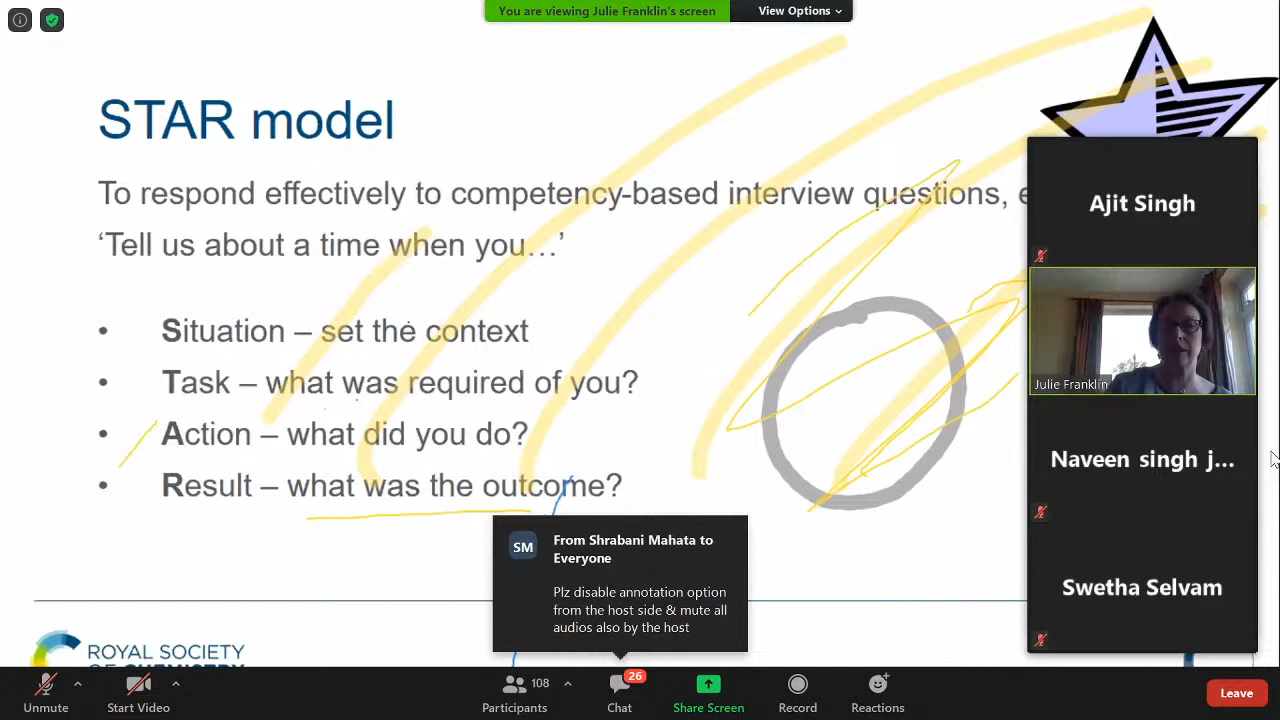 You are viewing Julie Franklin's screen
View Options
STAR model
To respond effectively to competency-based interview questions, e
‘Tell us about a time when you…’
• Situation – set the context
• Task – what was required of you?
• Action – what did you do?
• Result – what was the outcome?
Ajit Singh
Julie Franklin
Naveen singh j...
Swetha Selvam
SM
From Shrabani Mahata to
Everyone
Plz disable annotation option
from the host side & mute all
audios also by the host
ROYAL SOCIETY
OF CHEMISTRY
Unmute
Start Video
108
Participants
26
Chat
Share Screen
Record
Reactions
Leave